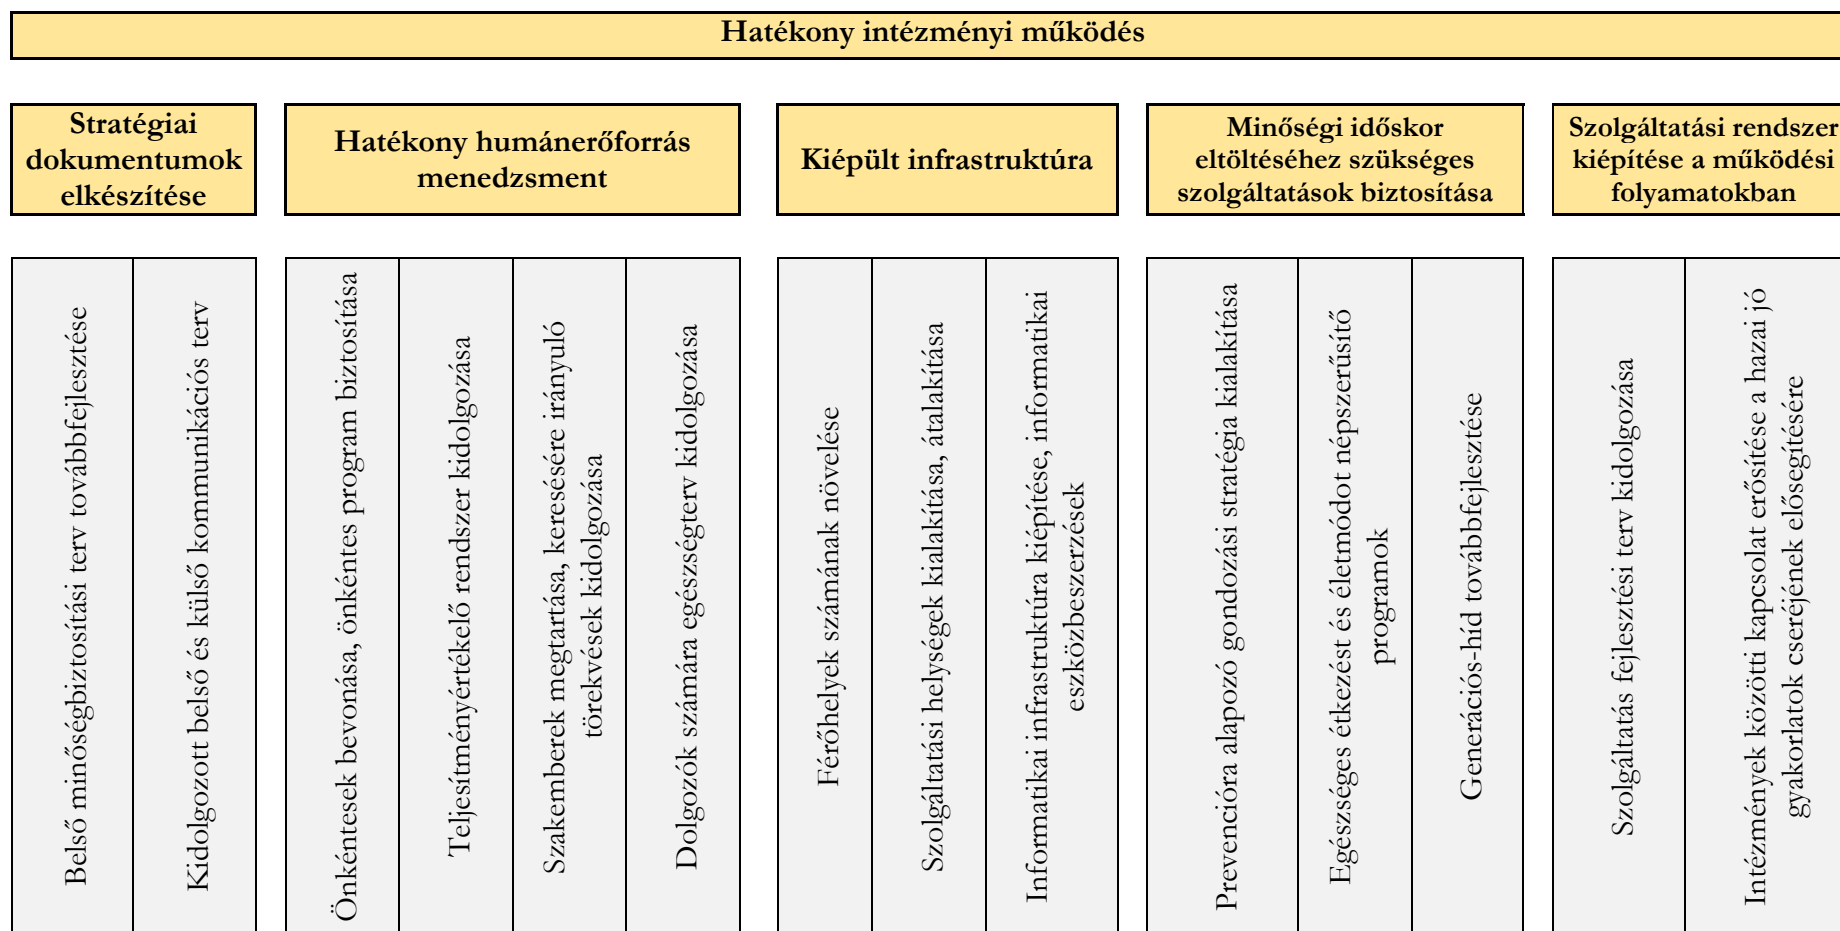 Hatékony intézményi működés
Stratégiai
dokumentumok
elkészítése
Hatékony humánerőforrás
menedzsment
Kiépült infrastruktúra
Minőségi időskor
eltöltéséhez szükséges
szolgáltatások biztosítása
Szolgáltatási rendszer
kiépítése a működési
folyamatokban
Belső minőségbiztosítási terv továbbfejlesztése
Kidolgozott belső és külső kommunikációs terv
Önkéntesek bevonása, önkéntes program biztosítása
Teljesítményértékelő rendszer kidolgozása
Szakemberek megtartása, keresésére irányuló
törekvések kidolgozása
Dolgozók számára egészségterv kidolgozása
Férőhelyek számának növelése
Szolgáltatási helységek kialakítása, átalakítása
Informatikai infrastruktúra kiépítése, informatikai
eszközbeszerzések
Prevencióra alapozó gondozási stratégia kialakítása
Egészséges étkezést és életmódot népszerűsítő
programok
Generációs-híd továbbfejlesztése
Szolgáltatás fejlesztési terv kidolgozása
Intézmények közötti kapcsolat erősítése a hazai jó
gyakorlatok cseréjének elősegítésére